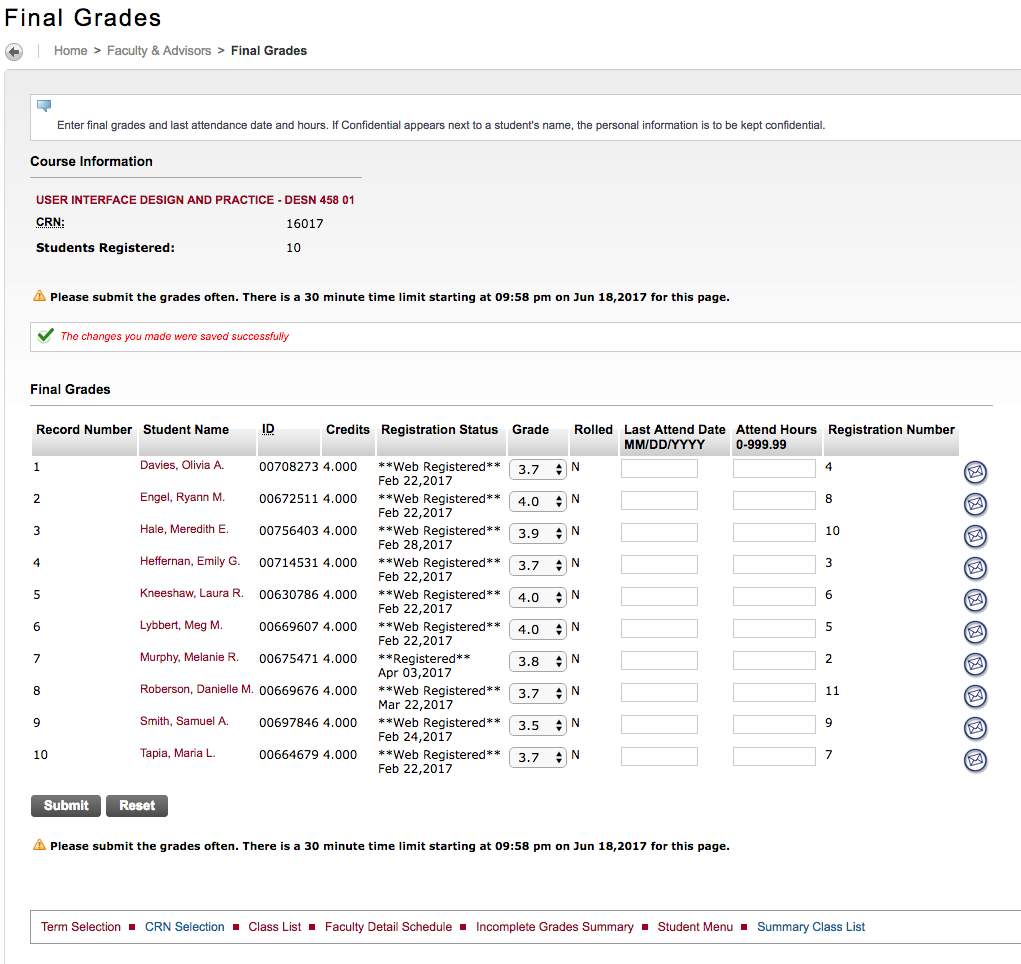 Final Grades
Home > Faculty & Advisors > Final Grades
Enter final grades and last attendance date and hours. If Confidential appears next to a student's name, the personal information is to be kept confidential.
Course Information
USER INTERFACE DESIGN AND PRACTICE - DESN 458 01
CRN: 16017
Students Registered: 10
Please submit the grades often. There is a 30 minute time limit starting at 09:58 pm on Jun 18,2017 for this page.
The changes you made were saved successfully
Final Grades
Record Number Student Name ID Credits Registration Status Grade Rolled Last Attend Date Attend Hours Registration Number
MM/DD/YYYY 0-999.99
1 Davies, Olivia A. 00708273 4.000 **Web Registered** 3.7 N 4
Feb 22,2017
2 Engel, Ryann M. 00672511 4.000 **Web Registered** 4.0 N 8
Feb 22,2017
3 Hale, Meredith E. 00756403 4.000 **Web Registered** 3.9 N 10
Feb 28,2017
4 Heffernan, Emily G. 00714531 4.000 **Web Registered** 3.7 N 3
Feb 22,2017
5 Kneeshaw, Laura R. 00630786 4.000 **Web Registered** 4.0 N 6
Feb 22,2017
6 Lybbert, Meg M. 00669607 4.000 **Web Registered** 4.0 N 5
Feb 22,2017
7 Murphy, Melanie R. 00675471 4.000 **Registered** 3.8 N 2
Apr 03,2017
8 Roberson, Danielle M. 00669676 4.000 **Web Registered** 3.7 N 11
Mar 22,2017
9 Smith, Samuel A. 00697846 4.000 **Web Registered** 3.5 N 9
Feb 24,2017
10 Tapia, Maria L. 00664679 4.000 **Web Registered** 3.7 N 7
Feb 22,2017
Submit Reset
Please submit the grades often. There is a 30 minute time limit starting at 09:58 pm on Jun 18,2017 for this page.
Term Selection CRN Selection Class List Faculty Detail Schedule Incomplete Grades Summary Student Menu Summary Class List